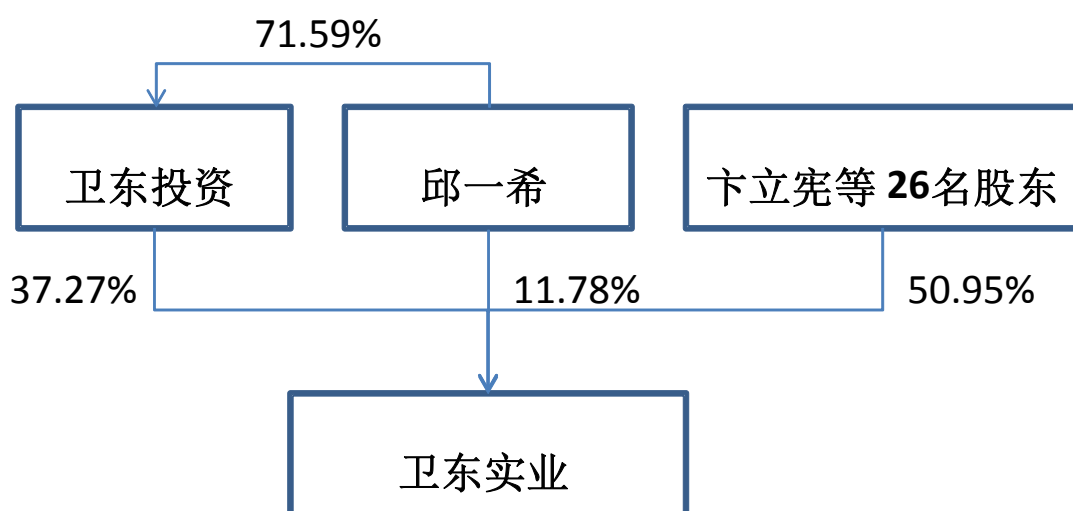 71.59%
卫东投资
邱一希
卞立宪等 26名股东
37.27%
11.78%
50.95%
卫东实业